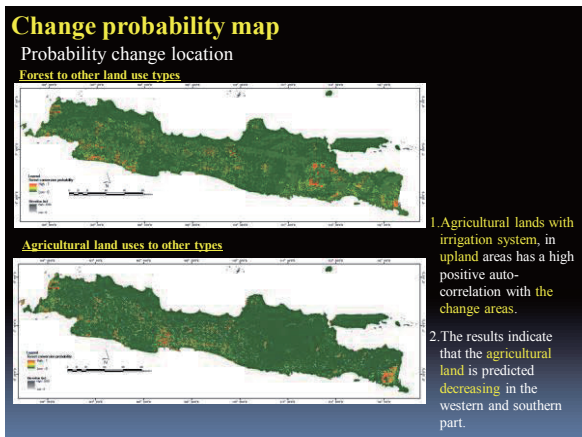 Change probability map
Probability change location
Forest to other land use types
Agricultural land uses to other types
1.Agricultural lands with
irrigation system, in
upland areas has a high
positive auto-
correlation with the
change areas.
2.The results indicate
that the agricultural
land is predicted
decreasing in the
western and southern
part.